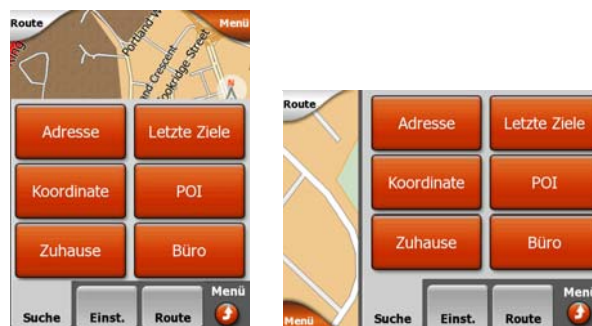 Route Menü
Portland W
Crescent
ookridge Street
Adresse Letzte Ziele
Koordinate POI
Zuhause Büro
Menü
Suche Einst. Route
Route
Adresse Letzte Ziele
Koordinate POI
Zuhause Büro
Menü
Menü Suche Einst. Route